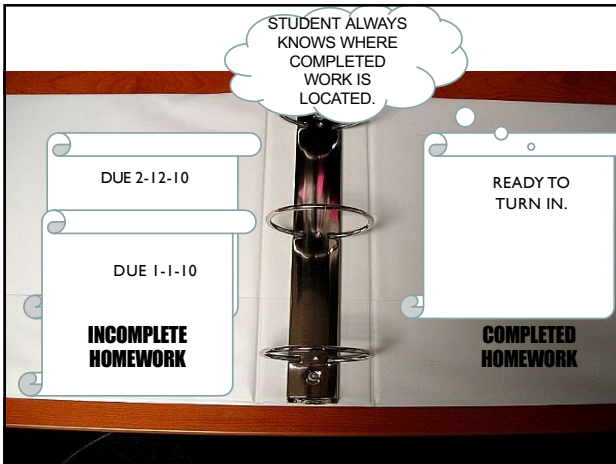 STUDENT ALWAYS
KNOWS WHERE
COMPLETED
WORK IS
LOCATED.
DUE 2-12-10
DUE 1-1-10
INCOMPLETE
HOMEWORK
READY TO
TURN IN.
COMPLETED
HOMEWORK